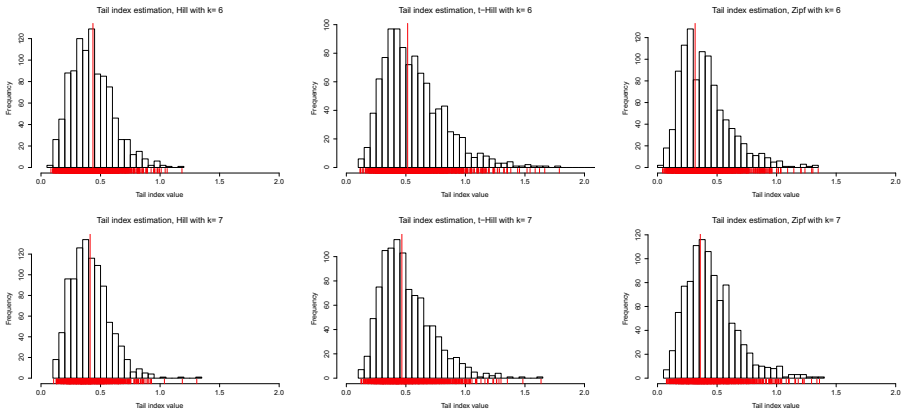 Tail index estimation, Hill with k= 6
Frequency
0 20 40 60 80 120
0.0 0.5 1.0 1.5 2.0
Tail index value
Tail index estimation, t−Hill with k= 6
Frequency
0 20 40 60 80 100
0.0 0.5 1.0 1.5 2.0
Tail index value
Tail index estimation, Zipf with k= 6
Frequency
0 20 40 60 80 120
0.0 0.5 1.0 1.5 2.0
Tail index value
Tail index estimation, Hill with k= 7
Frequency
0 20 40 60 80 120
0.0 0.5 1.0 1.5 2.0
Tail index value
Tail index estimation, t−Hill with k= 7
Frequency
0 20 40 60 80 100
0.0 0.5 1.0 1.5 2.0
Tail index value
Tail index estimation, Zipf with k= 7
Frequency
0 20 40 60 80 100
0.0 0.5 1.0 1.5 2.0
Tail index value